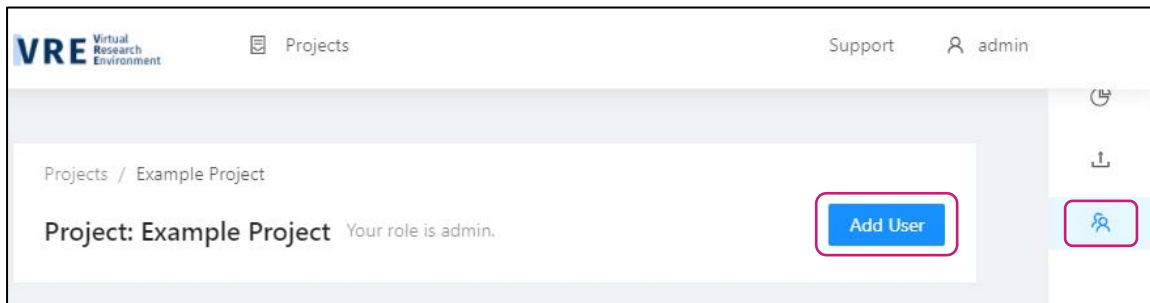 VRE Virtual
Research
Environment
Projects
Support
admin
Projects / Example Project
Project: Example Project Your role is admin.
Add User